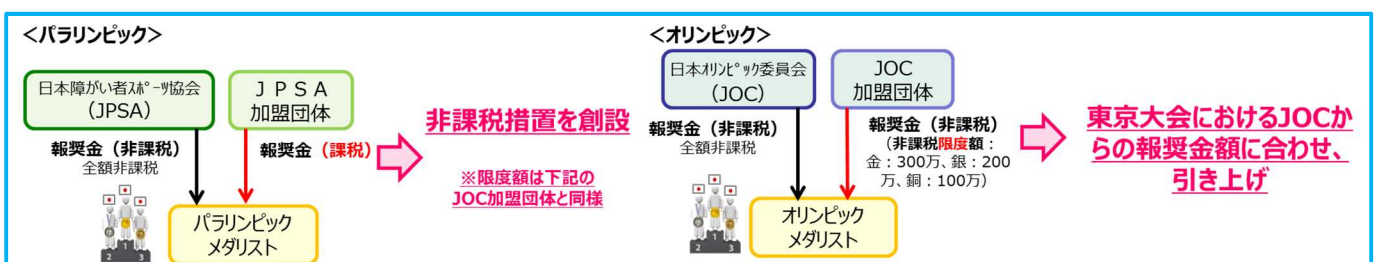 ＜パラリンピック＞
日本障がい者ｽﾎﾟｰﾂ協会
（JPSA）
ＪＰＳＡ
加盟団体
報奨金（非課税）
全額非課税
報奨金（課税）
パラリンピック
メダリスト
非課税措置を創設
※限度額は下記の
JOC加盟団体と同様
＜オリンピック＞
日本ｵﾘﾝﾋﾟｯｸ委員会
（JOC）
JOC
加盟団体
報奨金（非課税）
全額非課税
報奨金（非課税）
（非課税限度額：
金：300万、銀：200
万、銅：100万）
オリンピック
メダリスト
東京大会におけるJOCか
らの報奨金額に合わせ、
引き上げ
1
2
3
1
2
3